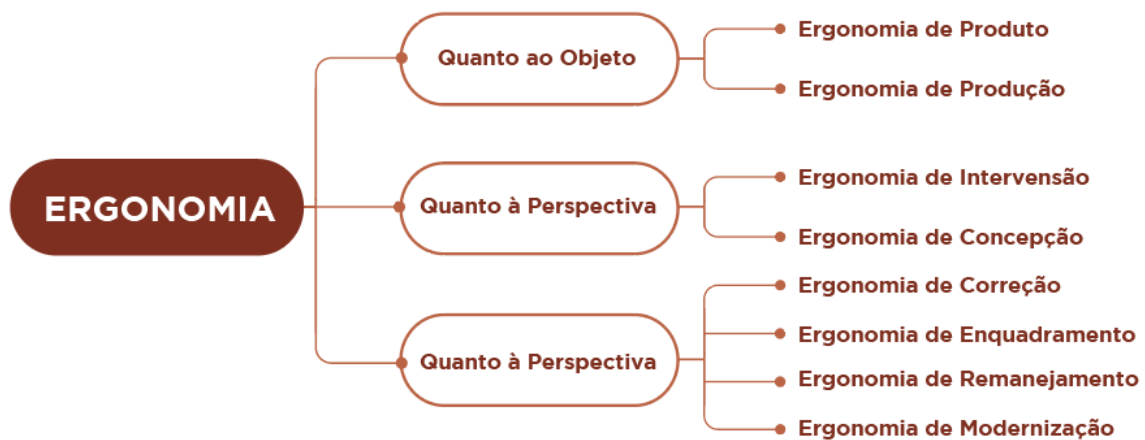 ERGONOMIA
Quanto ao Objeto
Ergonomia de Produto
Ergonomia de Produção
Quanto à Perspectiva
Ergonomia de Intervensão
Ergonomia de Concepção
Quanto à Perspectiva
Ergonomia de Correção
Ergonomia de Enquadramento
Ergonomia de Remanejamento
Ergonomia de Modernização